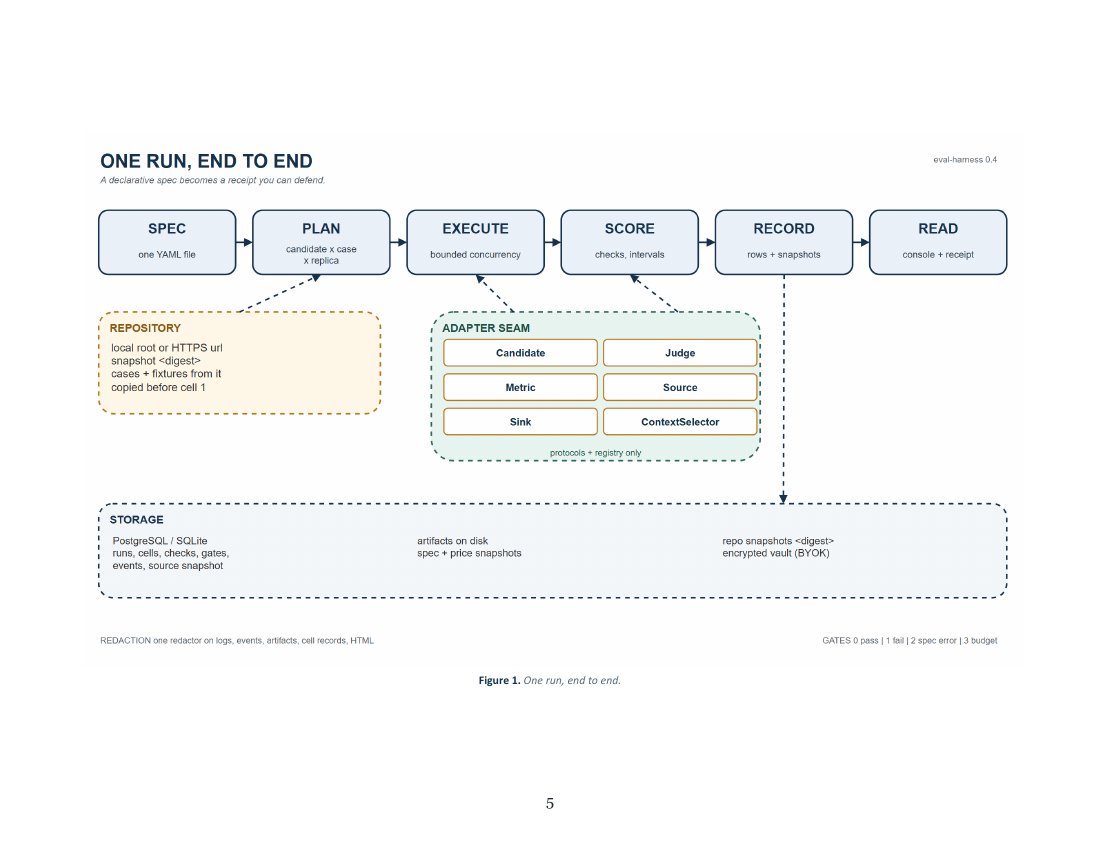 ONE RUN, END TO END
eval-harness 0.4
A declarative spec becomes a receipt you can defend.
SPEC
one YAML file
PLAN
candidate x case
x replica
EXECUTE
bounded concurrency
SCORE
checks, intervals
RECORD
rows + snapshots
READ
console + receipt
REPOSITORY
local root or HTTPS url
snapshot <digest>
cases + fixtures from it
copied before cell 1
ADAPTER SEAM
Candidate
Judge
Metric
Source
Sink
ContextSelector
protocols + registry only
STORAGE
PostgreSQL / SQLite
runs, cells, checks, gates,
events, source snapshot
artifacts on disk
spec + price snapshots
repo snapshots <digest>
encrypted vault (BYOK)
REDACTION one redactor on logs, events, artifacts, cell records, HTML
GATES 0 pass | 1 fail | 2 spec error | 3 budget
Figure 1. One run, end to end.
5